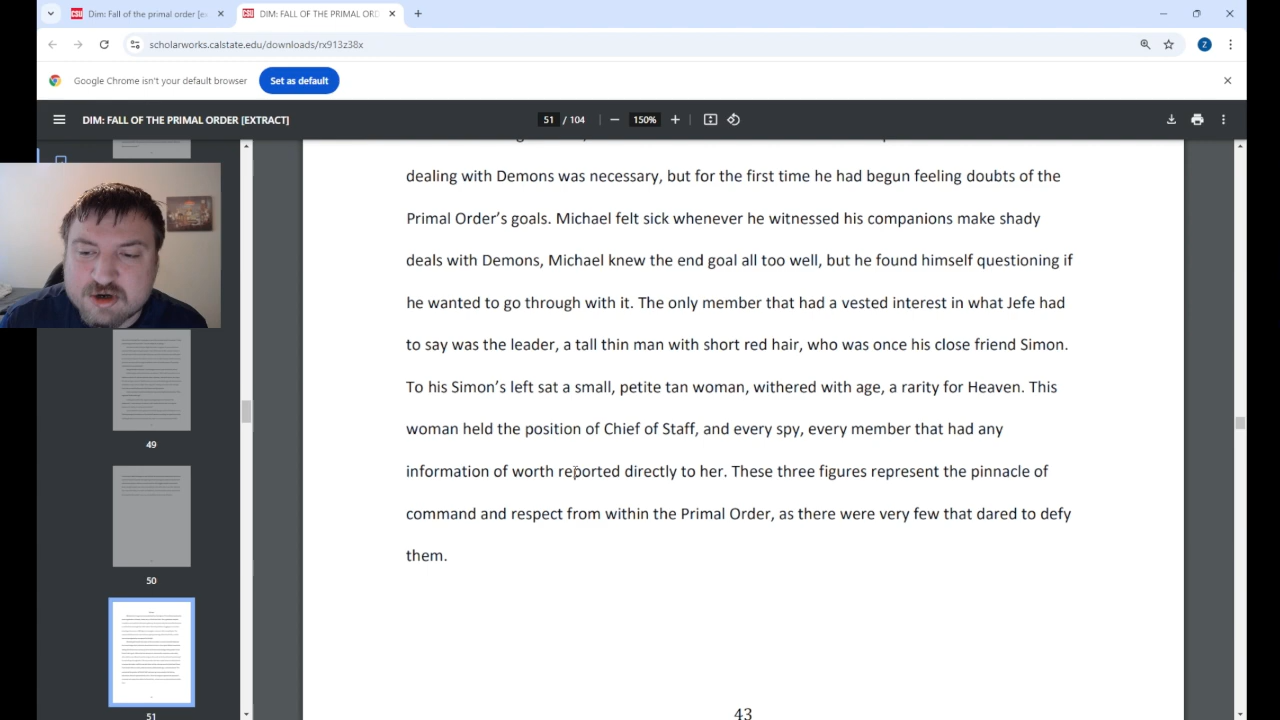 Dim: Fall of the primal order [e
DIM: FALL OF THE PRIMAL ORD
scholarworks.calstate.edu/downloads/rx913z38x
Z
Google Chrome isn't your default browser
Set as default
DIM: FALL OF THE PRIMAL ORDER [EXTRACT]
51 / 104
150%
dealing with Demons was necessary, but for the first time he had begun feeling doubts of the
Primal Order's goals. Michael felt sick whenever he witnessed his companions make shady
deals with Demons, Michael knew the end goal all too well, but he found himself questioning if
he wanted to go through with it. The only member that had a vested interest in what Jefe had
to say was the leader, a tall thin man with short red hair, who was once his close friend Simon.
To his Simon's left sat a small, petite tan woman, withered with age, a rarity for Heaven. This
woman held the position of Chief of Staff, and every spy, every member that had any
information of worth reported directly to her. These three figures represent the pinnacle of
command and respect from within the Primal Order, as there were very few that dared to defy
them.
43
49
50
51